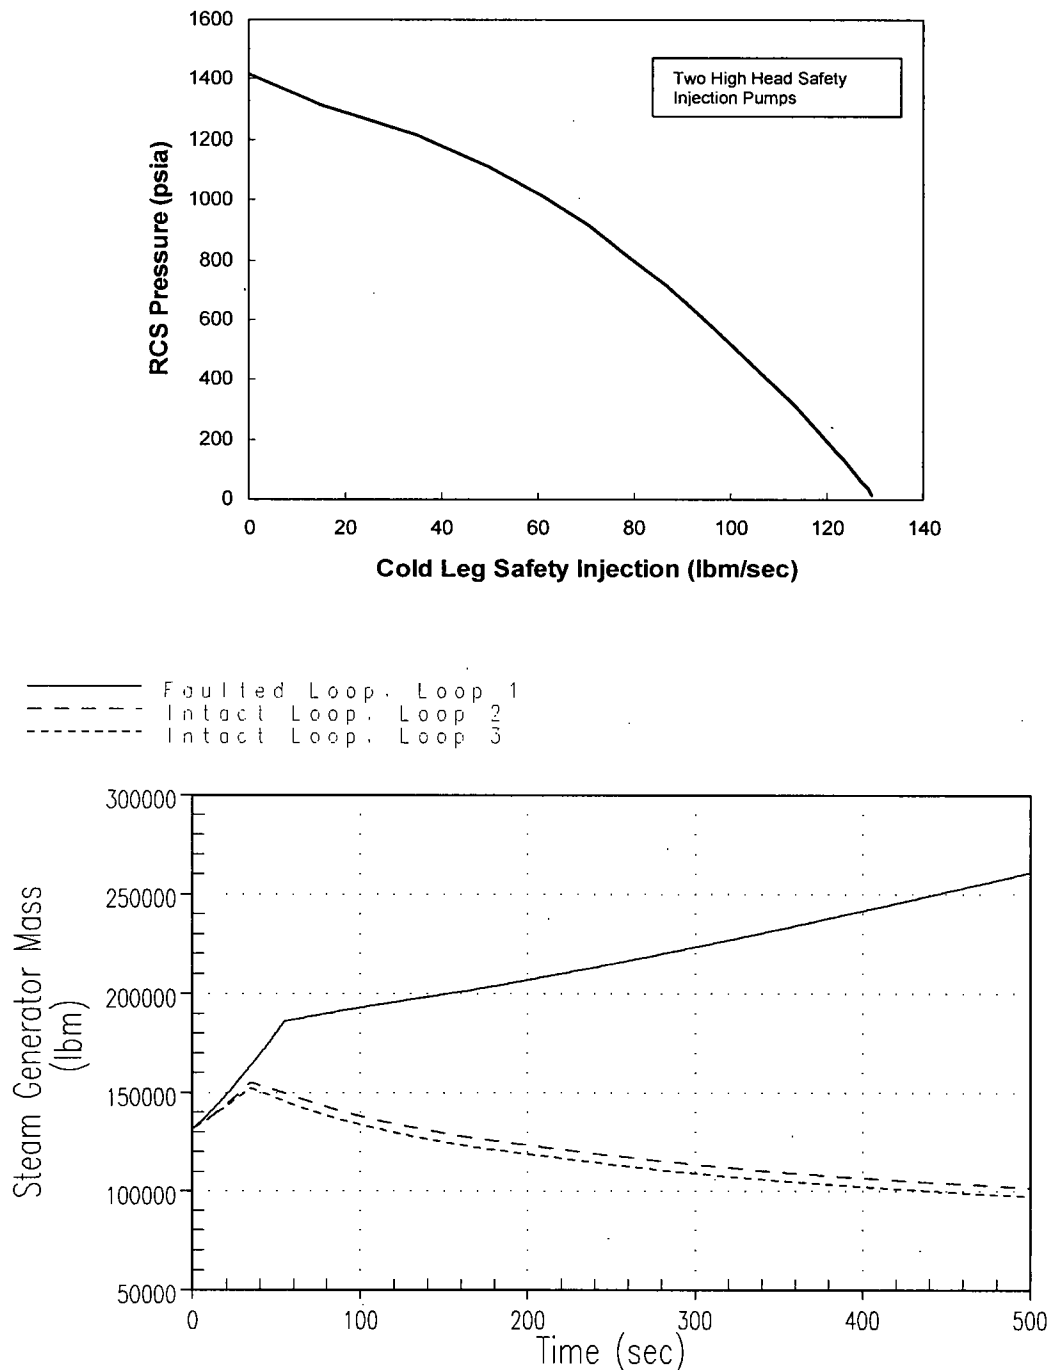 1600
1400
1200
1000
800
600
400
200
0
RCS Pressure (psia)
Two High Head Safety
Injection Pumps
0 20 40 60 80 100 120 140
Cold Leg Safety Injection (lbm/sec)
Faulted Loop, Loop 1
Intact Loop, Loop 2
Intact Loop, Loop 3
300000
250000
200000
150000
100000
50000
Steam Generator Mass
(lbm)
0 100 200 300 400 500
Time (sec)